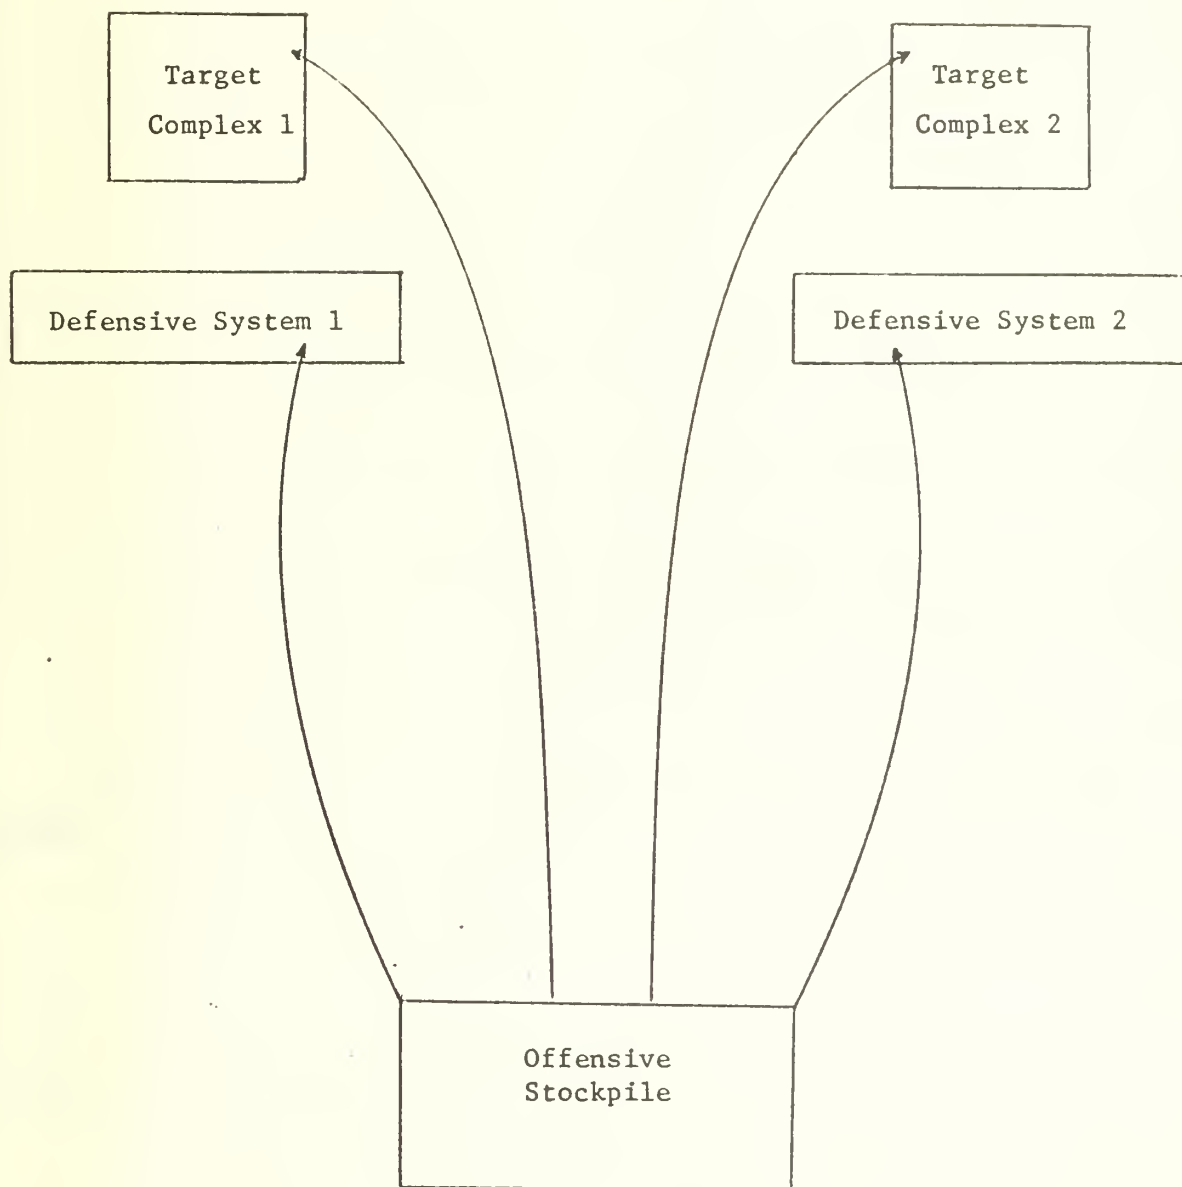 Target
Complex 1
Target
Complex 2
Defensive System 1
Defensive System 2
Offensive
Stockpile